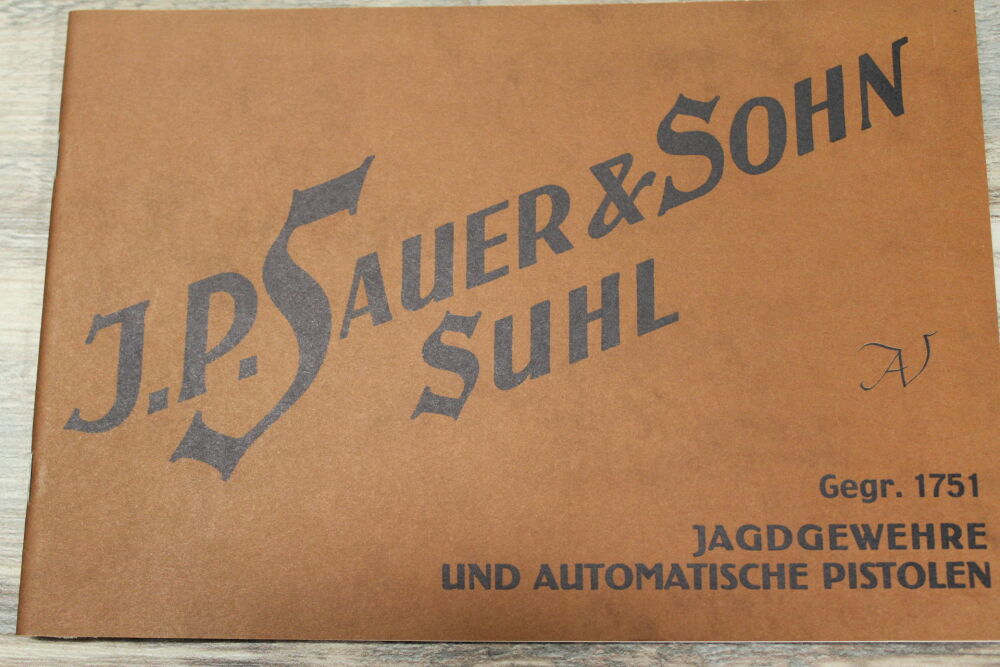 J.P. SAUER & SOHN
SUHL
AV
Gegr. 1751
JAGDGEWEHRE
UND AUTOMATISCHE PISTOLEN